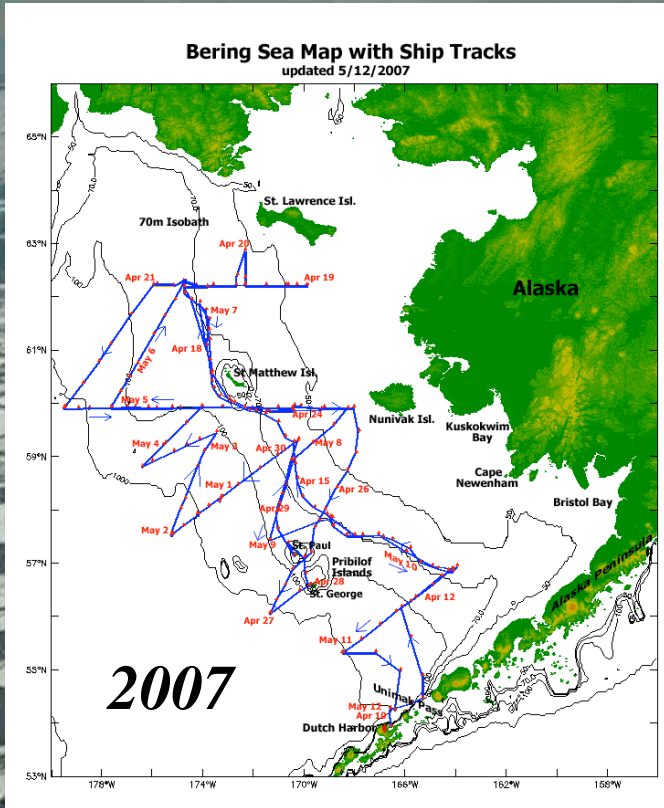 Bering Sea Map with Ship Tracks
updated 5/12/2007
65°N
63°N
61°N
59°N
57°N
55°N
53°N
178°W
174°W
170°W
166°W
162°W
158°W
St. Lawrence Isl.
70m Isobath
Apr 20
Apr 21
Apr 19
Alaska
May 7
Apr 18
May 6
St Matthew Isl.
May 5
Apr 24
Nunivak Isl.
Kuskokwim
Bay
May 4
May 3
Apr 30
May 8
Cape
Newenham
May 1
Apr 15
Apr 26
Bristol Bay
Apr 29
May 2
May 9
St. Paul
May 10
Pribilof
Islands
Apr 28
St. George
Apr 12
Alaska Peninsula
Apr 27
May 11
2007
Unimak Pass
May 12
Apr 10
Dutch Harbor
50
70.0
100
1000